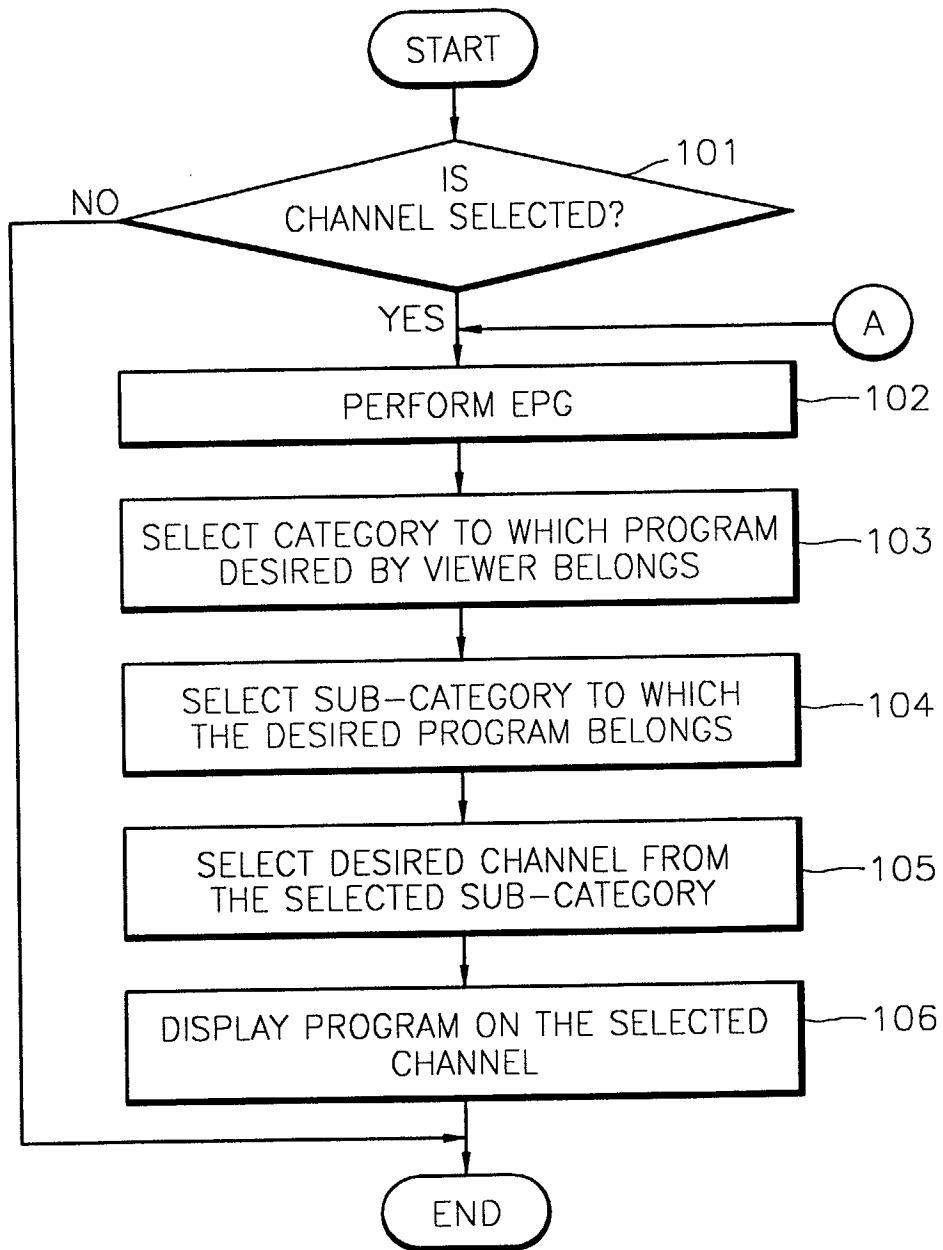 START
101
IS
CHANNEL SELECTED?
NO
YES
A
PERFORM EPG
102
SELECT CATEGORY TO WHICH PROGRAM
DESIRED BY VIEWER BELONGS
103
SELECT SUB-CATEGORY TO WHICH
THE DESIRED PROGRAM BELONGS
104
SELECT DESIRED CHANNEL FROM
THE SELECTED SUB-CATEGORY
105
DISPLAY PROGRAM ON THE SELECTED
CHANNEL
106
END